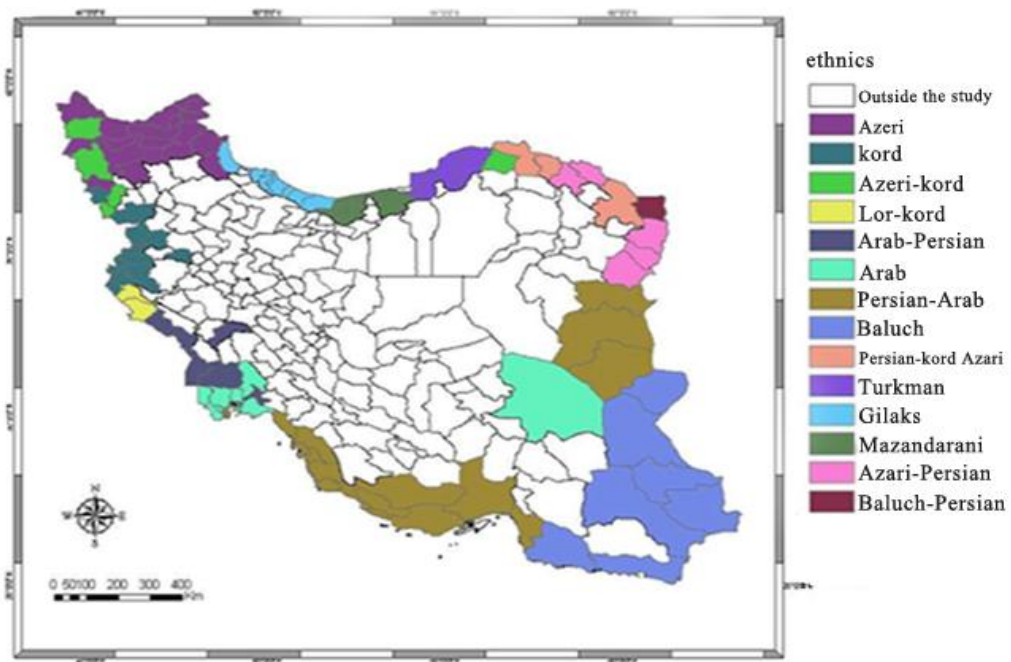 ethnics
Outside the study
Azeri
kord
Azeri-kord
Lor-kord
Arab-Persian
Arab
Persian-Arab
Baluch
Persian-kord Azari
Turkman
Gilaks
Mazandarani
Azari-Persian
Baluch-Persian
N
W E
S
0 50100 200 300 400
Km